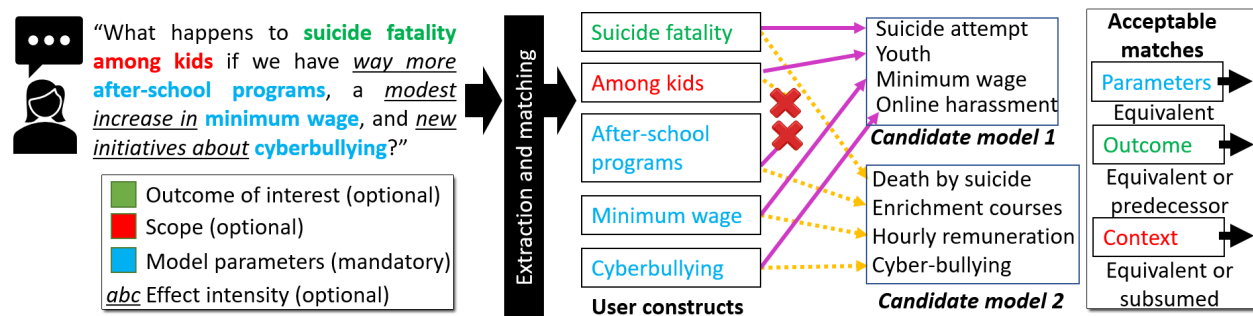 “What happens to suicide fatality
among kids if we have way more
after-school programs, a modest
increase in minimum wage, and new
initiatives about cyberbullying?”
Outcome of interest (optional)
Scope (optional)
Model parameters (mandatory)
abc Effect intensity (optional)
Extraction and matching
Suicide fatality
Among kids
After-school
programs
Minimum wage
Cyberbullying
User constructs
Suicide attempt
Youth
Minimum wage
Online harassment
Candidate model 1
Death by suicide
Enrichment courses
Hourly remuneration
Cyber-bullying
Candidate model 2
Acceptable
matches
Parameters
Equivalent
Outcome
Equivalent or
predecessor
Context
Equivalent or
subsumed